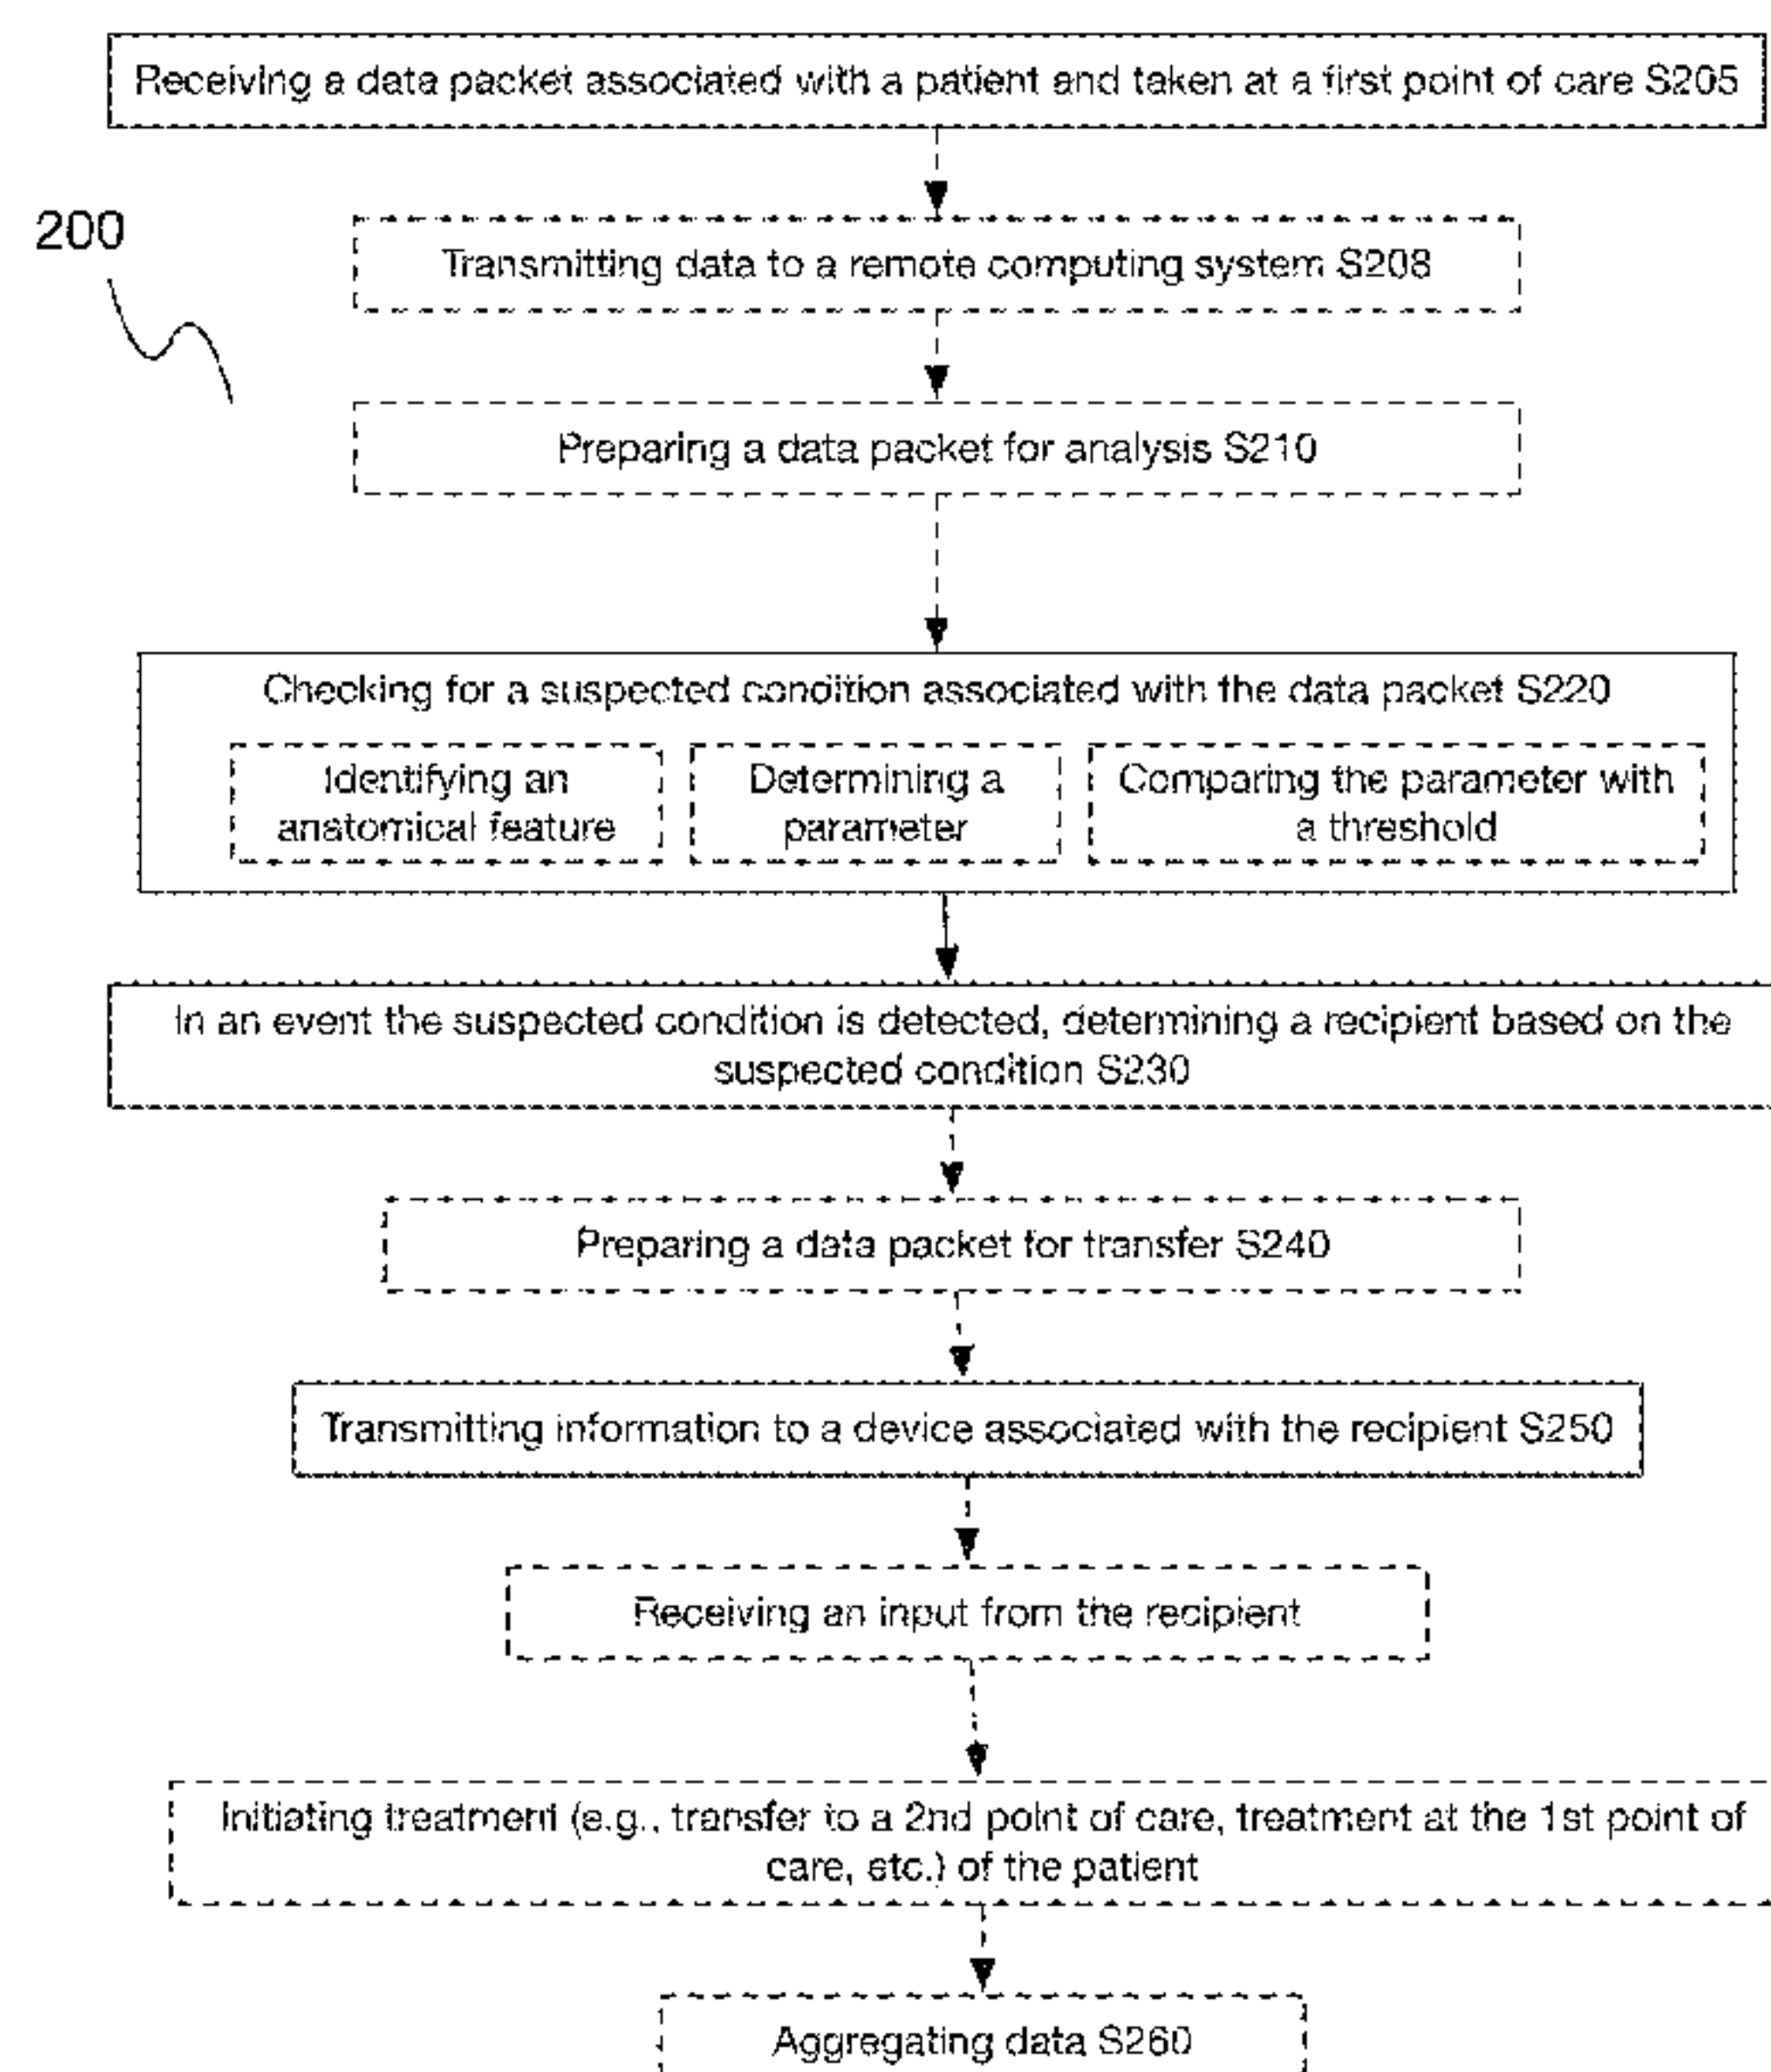 Receiving a data packet associated with a patient and taken at a first point of care S205
200
Transmitting data to a remote computing system S208
Preparing a data packet for analysis S210
Checking for a suspected condition associated with the data packet S220
Identifying an
anatomical feature
Determining a
parameter
Comparing the parameter with
a threshold
In an event the suspected condition is detected, determining a recipient based on the
suspected condition S230
Preparing a data packet for transfer S240
Transmitting information to a device associated with the recipient S250
Receiving an input from the recipient
Initiating treatment (e.g., transfer to a 2nd point of care, treatment at the 1st point of
care, etc.) of the patient
Aggregating data S260